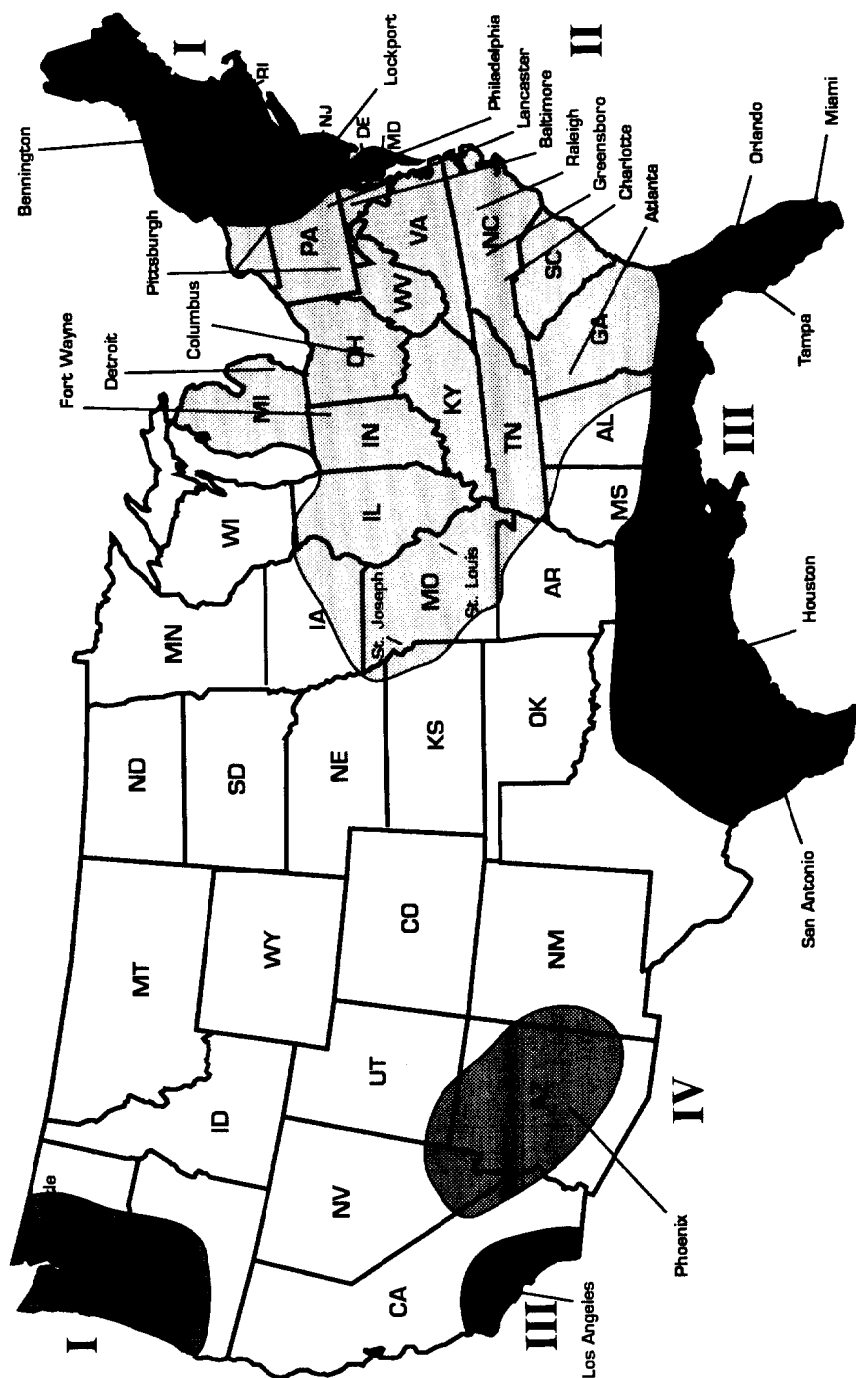 I
Bennington
Lockport
RI
NJ
DE
MD
Philadelphia
Lancaster
Baltimore
Raleigh
Greensboro
Charlotte
Atlanta
II
Orlando
Miami
Tampa
III
Houston
San Antonio
Pittsburgh
Columbus
Detroit
Fort Wayne
PA
VA
WV
NC
SC
GA
OH
MI
IN
KY
TN
AL
MS
IL
WI
MN
IA
MO
St. Joseph
St. Louis
AR
ND
SD
NE
KS
OK
MT
WY
CO
NM
ID
UT
NV
AZ
CA
IV
Phoenix
III
Los Angeles
I